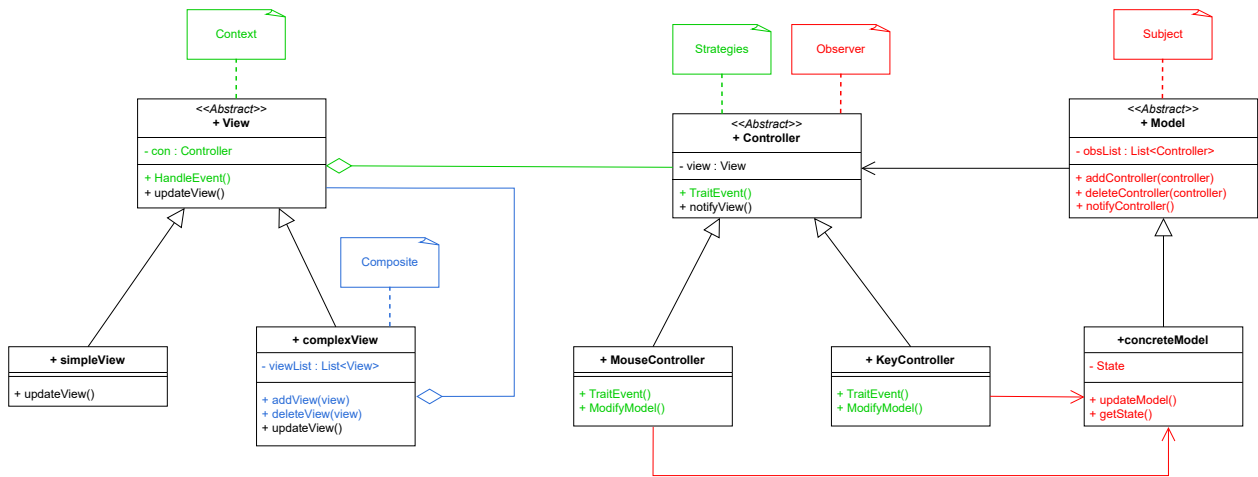 Context
Strategies
Observer
Subject
<<Abstract>>
+ View
- con : Controller
+ HandleEvent()
+ updateView()
<<Abstract>>
+ Controller
- view : View
+ TraitEvent()
+ notifyView()
<<Abstract>>
+ Model
- obsList : List<Controller>
+ addController(controller)
+ deleteController(controller)
+ notifyController()
Composite
+ simpleView
+ updateView()
+ complexView
- viewList : List<View>
+ addView(view)
+ deleteView(view)
+ updateView()
+ MouseController
+ TraitEvent()
+ ModifyModel()
+ KeyController
+ TraitEvent()
+ ModifyModel()
+concreteModel
- State
+ updateModel()
+ getState()